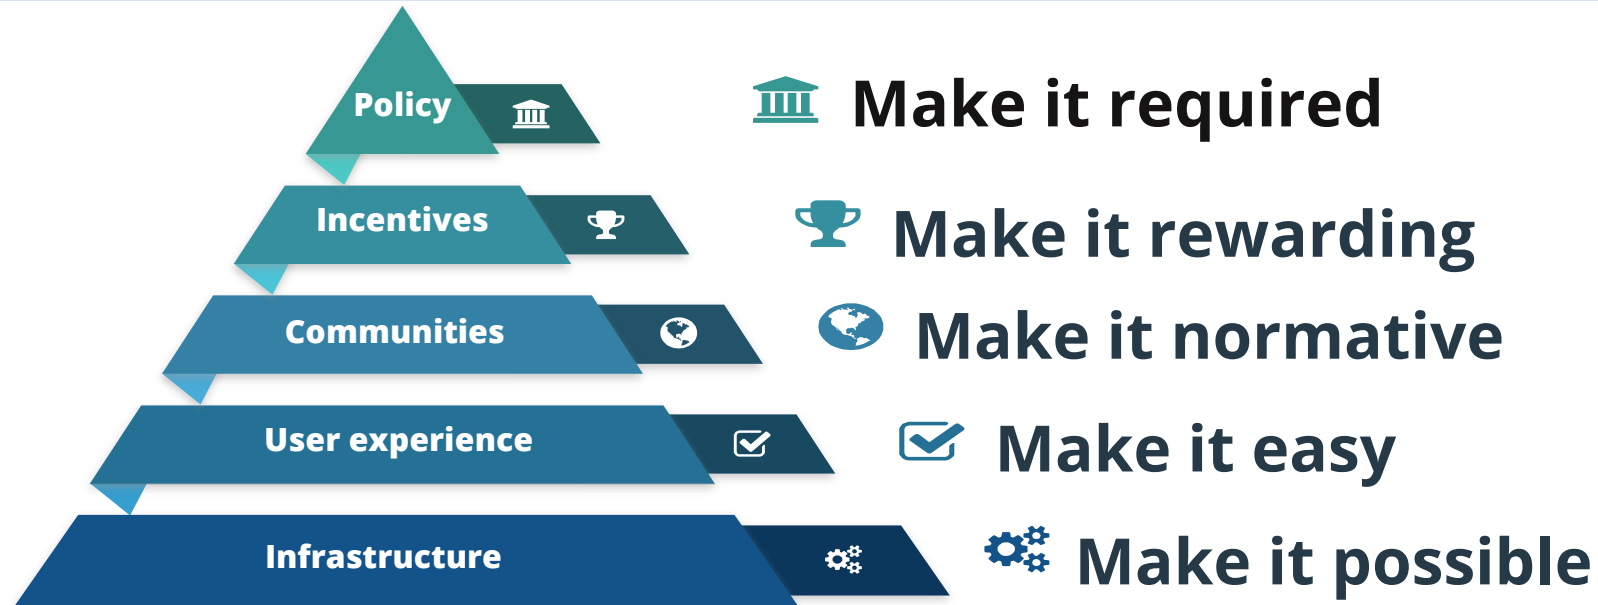 Policy
Make it required
Incentives
Make it rewarding
Communities
Make it normative
User experience
Make it easy
Infrastructure
Make it possible